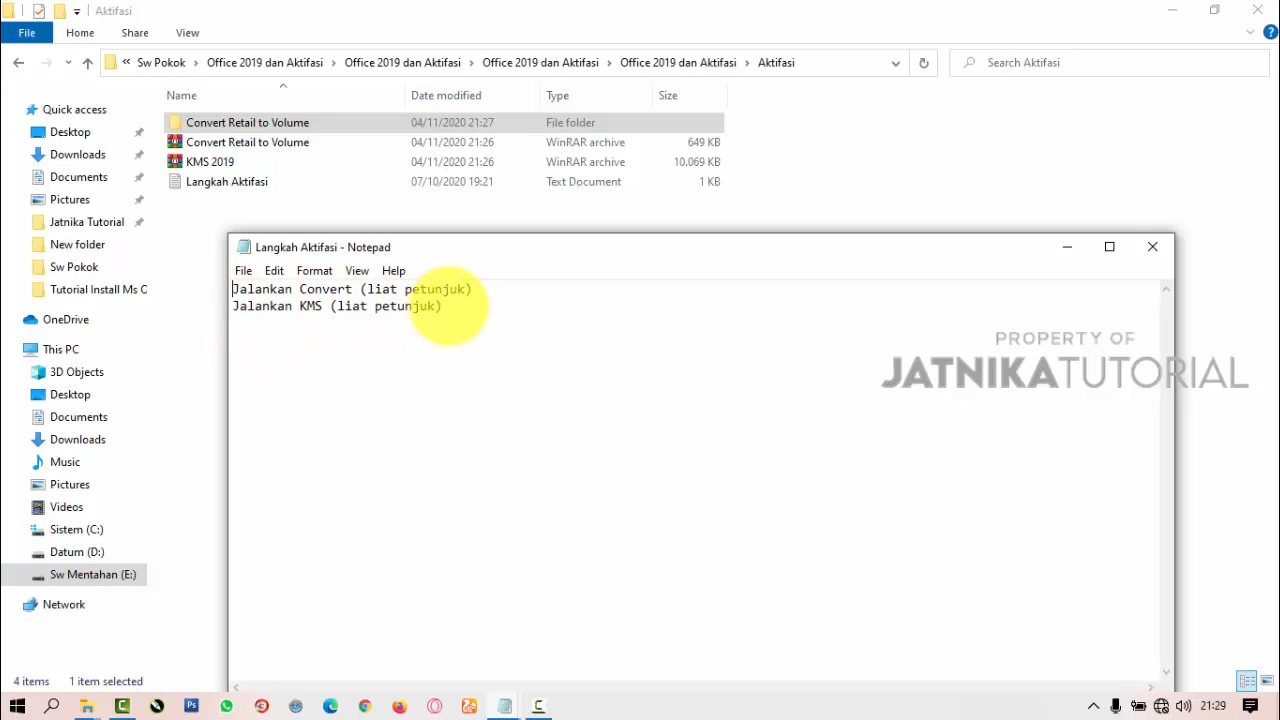 Aktifasi
File Home Share View
« Sw Pokok > Office 2019 dan Aktifasi > Office 2019 dan Aktifasi > Office 2019 dan Aktifasi > Office 2019 dan Aktifasi > Aktifasi
Search Aktifasi
Name Date modified Type Size
Convert Retail to Volume 04/11/2020 21:27 File folder
Convert Retail to Volume 04/11/2020 21:26 WinRAR archive 649 KB
KMS 2019 04/11/2020 21:26 WinRAR archive 10.069 KB
Langkah Aktifasi 07/10/2020 19:21 Text Document 1 KB
Quick access
Desktop
Downloads
Documents
Pictures
Jatnika Tutorial
New folder
Sw Pokok
Tutorial Install Ms O
OneDrive
This PC
3D Objects
Desktop
Documents
Downloads
Music
Pictures
Videos
Sistem (C:)
Datum (D:)
Sw Mentahan (E:)
Network
4 items 1 item selected
Langkah Aktifasi - Notepad
File Edit Format View Help
Jalankan Convert (liat petunjuk)
Jalankan KMS (liat petunjuk)
PROPERTY OF
JATNIKATUTORIAL
Ps
21:29